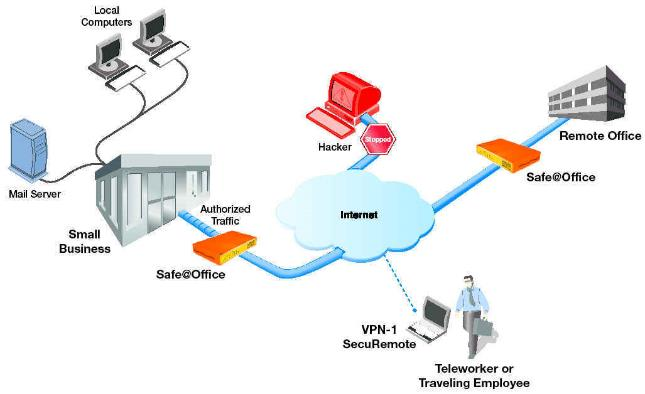 Local
Computers
Mail Server
Small
Business
Authorized
Traffic
Safe@Office
Hacker
Stopped
Internet
Remote Office
Safe@Office
VPN-1
SecuRemote
Teleworker or
Traveling Employee